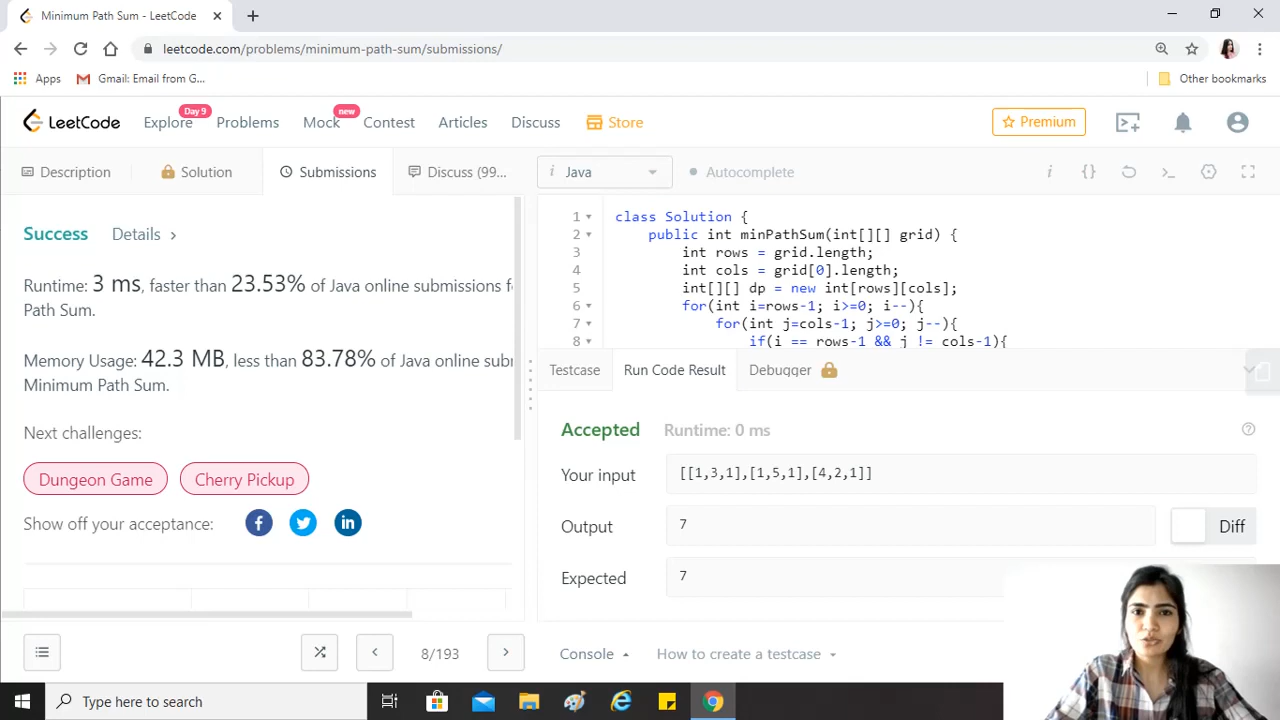 Minimum Path Sum - LeetCode
leetcode.com/problems/minimum-path-sum/submissions/
Apps
Gmail: Email from G...
Other bookmarks
LeetCode
Explore
Day 9
Problems
Mock
new
Contest
Articles
Discuss
Store
Premium
Description
Solution
Submissions
Discuss (99...
i Java
Autocomplete
Success Details >
Runtime: 3 ms, faster than 23.53% of Java online submissions f
Path Sum.
Memory Usage: 42.3 MB, less than 83.78% of Java online sub
Minimum Path Sum.
Next challenges:
Dungeon Game
Cherry Pickup
Show off your acceptance:
8/193
1 class Solution {
2 public int minPathSum(int[][] grid) {
3 int rows = grid.length;
4 int cols = grid[0].length;
5 int[][] dp = new int[rows][cols];
6 for(int i=rows-1; i>=0; i--){
7 for(int j=cols-1; j>=0; j--){
8 if(i == rows-1 && j != cols-1){
Testcase
Run Code Result
Debugger
Accepted Runtime: 0 ms
Your input [[1,3,1],[1,5,1],[4,2,1]]
Output 7
Diff
Expected 7
Console
How to create a testcase
Type here to search